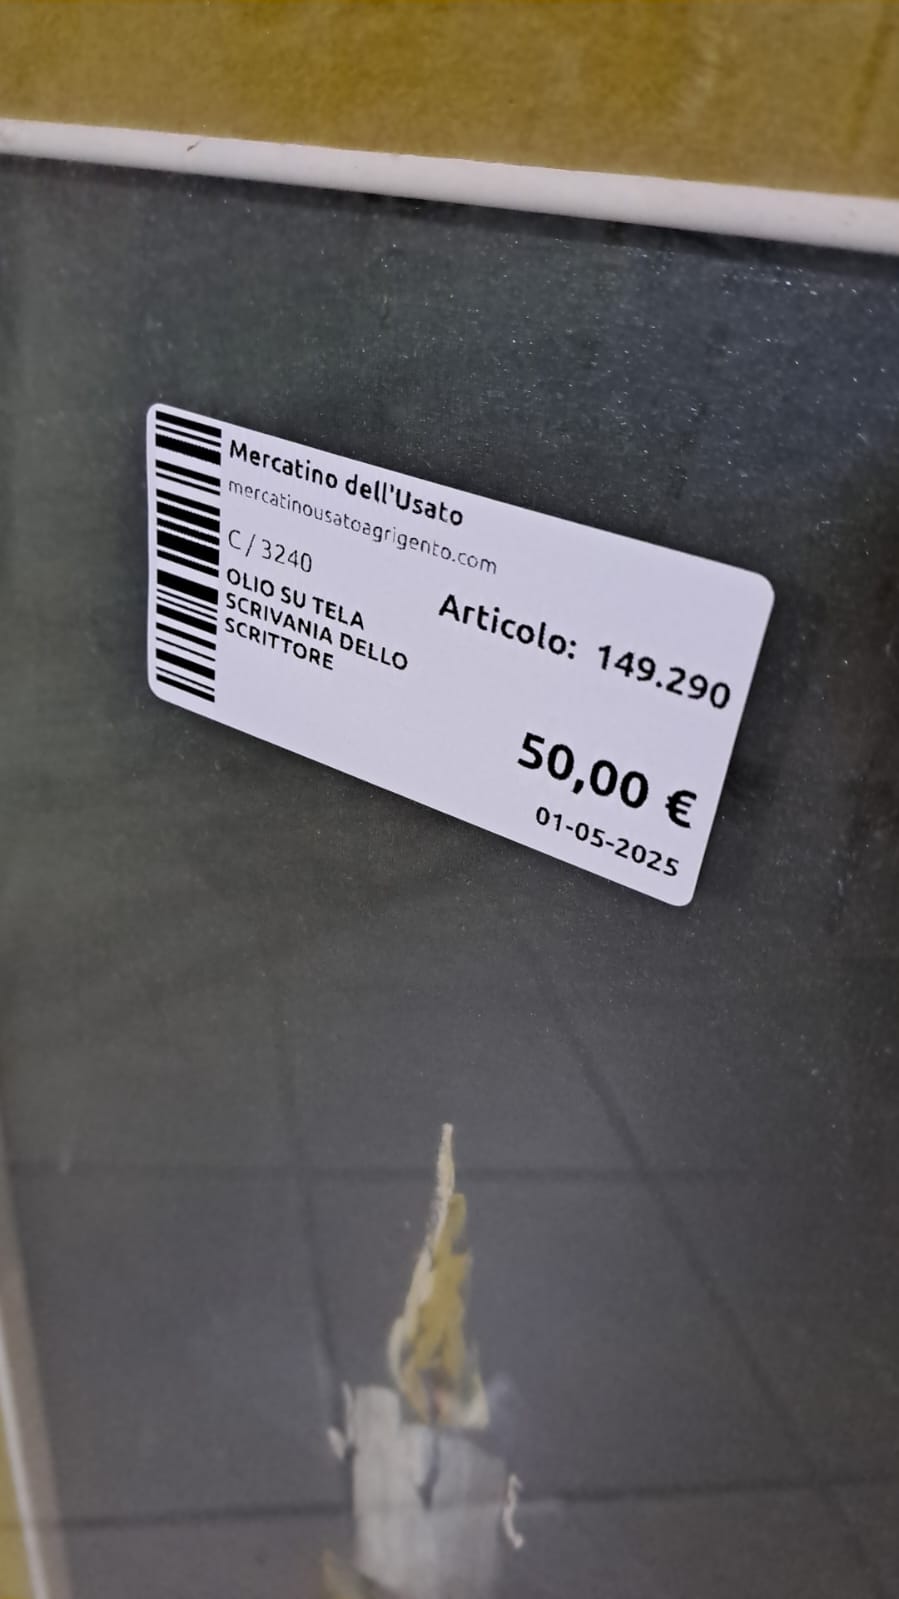 Mercatino dell'Usato
mercatinousatoagrigento.com
C/3240
OLIO SU TELA
SCRIVANIA DELLO
SCRITTORE
Articolo: 149.290
50,00 €
01-05-2025